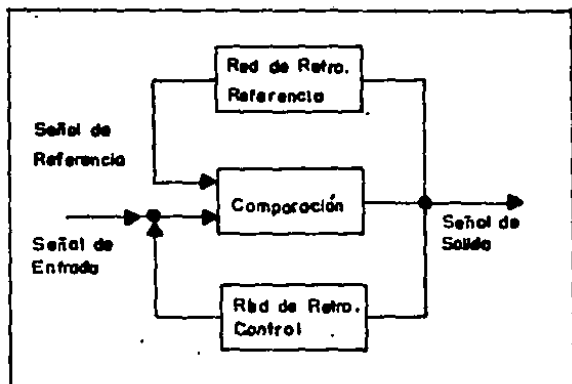 Red de Retro.
Referencia
Señal de
Referencia
Comparación
Señal de
Entrada
Señal de
Salida
Red de Retro.
Control